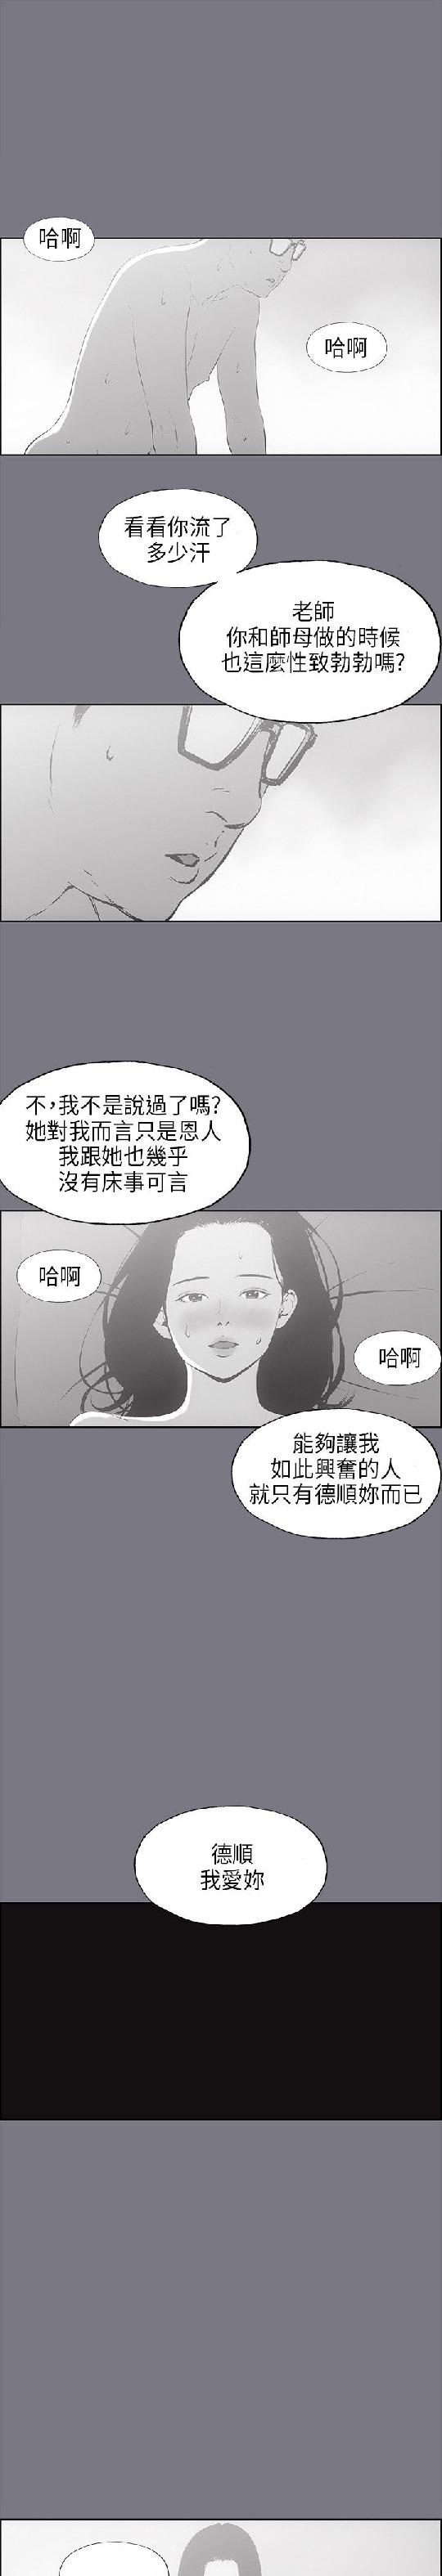 哈啊
哈啊
看看你流了
多少汗
老師
你和師母做的時候
也這麼性致勃勃嗎?
不,我不是說過了嗎?
她對我而言只是恩人
我跟她也幾乎
沒有床事可言
哈啊
哈啊
能夠讓我
如此興奮的人
就只有德順妳而已
德順
我愛妳